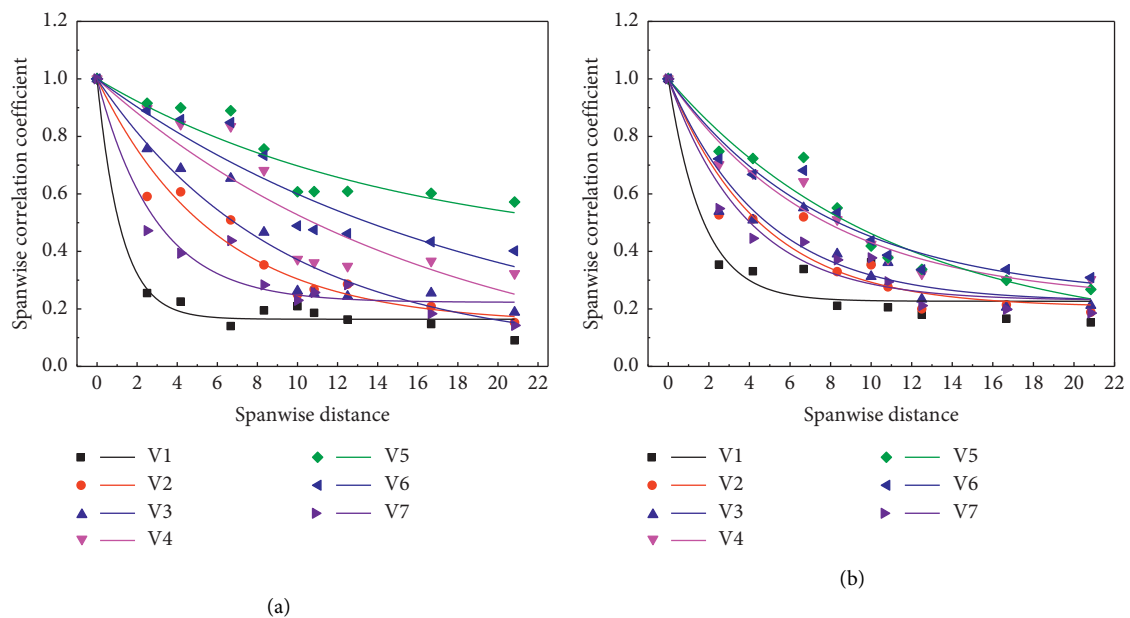 1.2
1.0
0.8
0.6
0.4
0.2
0.0
Spanwise correlation coefficient
0 2 4 6 8 10 12 14 16 18 20 22
Spanwise distance
V1
V2
V3
V4
V5
V6
V7
(a)
1.2
1.0
0.8
0.6
0.4
0.2
0.0
Spanwise correlation coefficient
0 2 4 6 8 10 12 14 16 18 20 22
Spanwise distance
V1
V2
V3
V4
V5
V6
V7
(b)